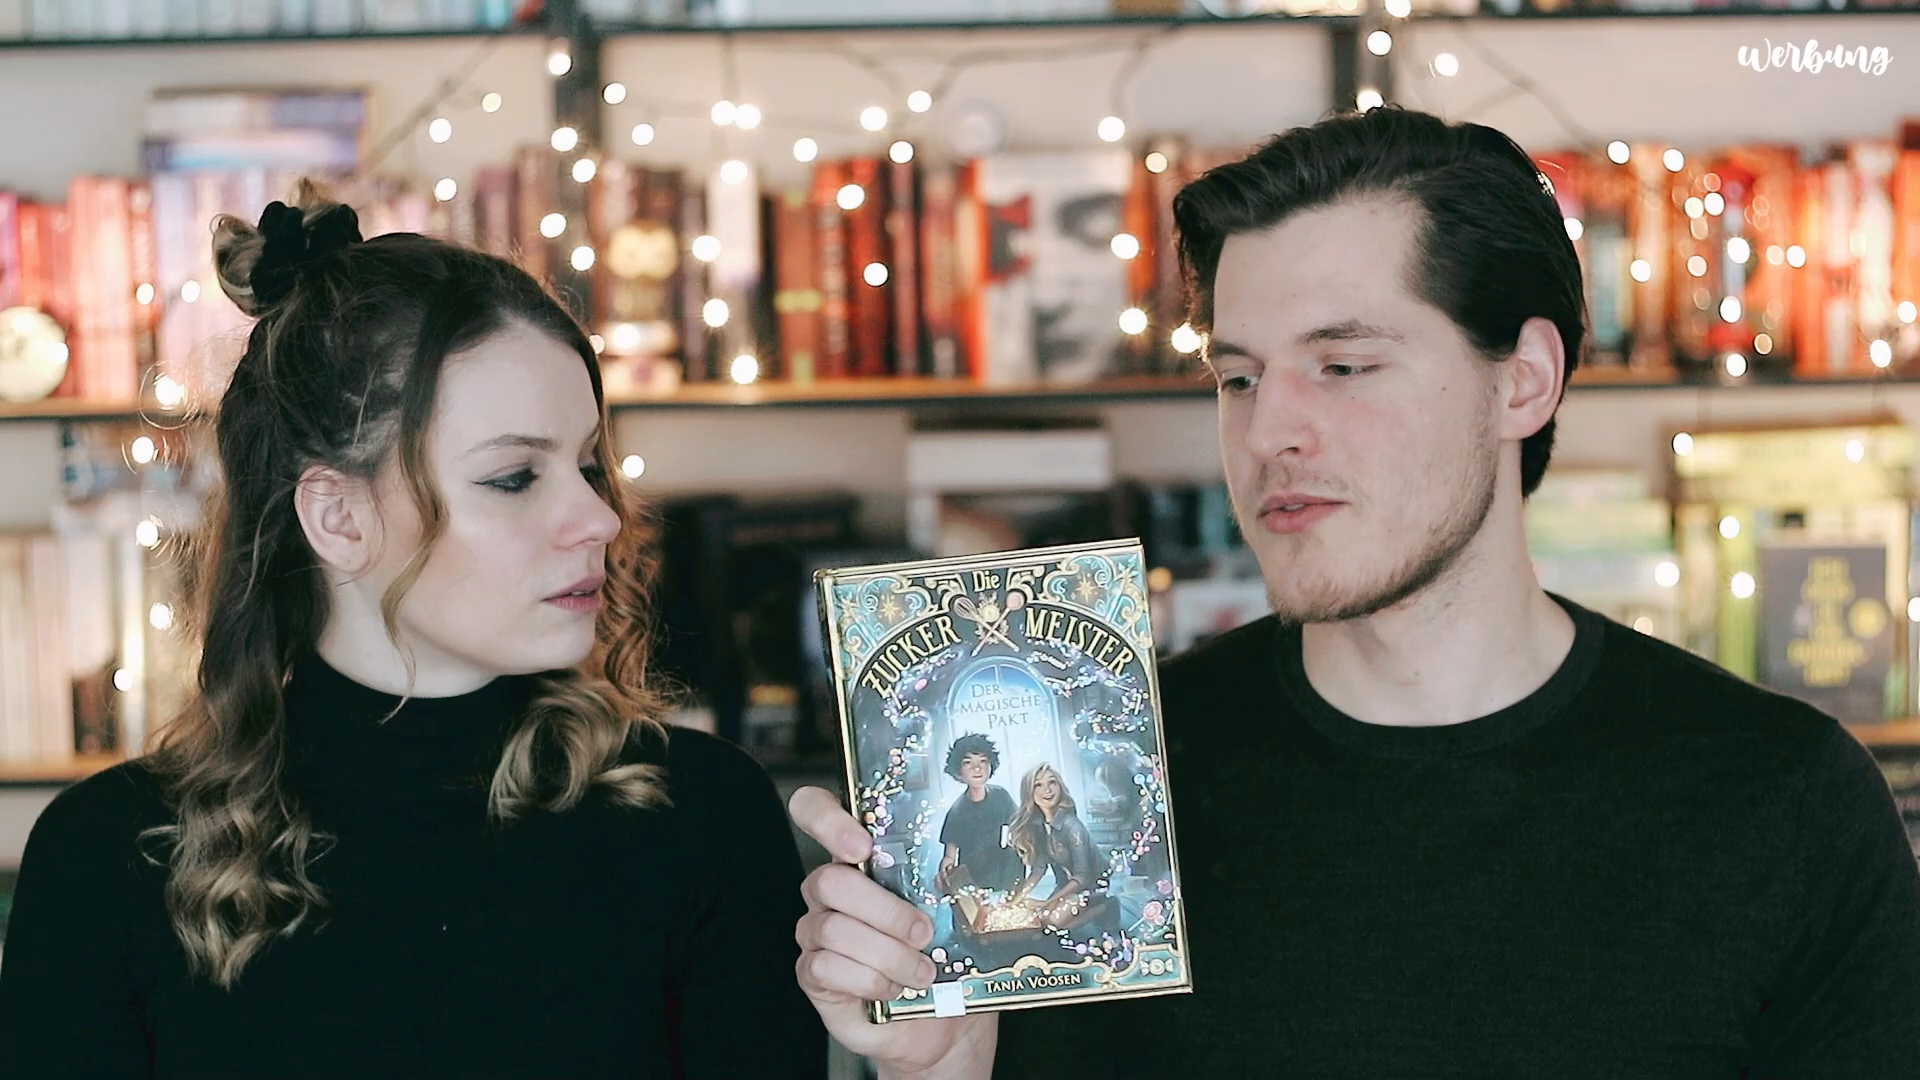 werbung
Die
ZUCKER MEISTER
DER
MAGISCHE
PAKT
TANJA VOOSEN